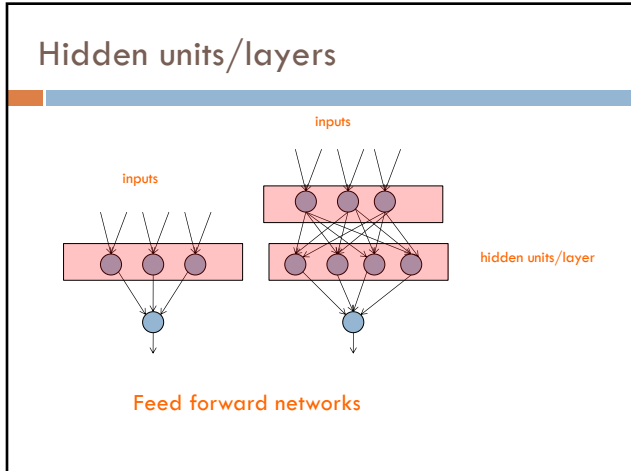 Hidden units/layers
inputs
inputs
hidden units/layer
Feed forward networks